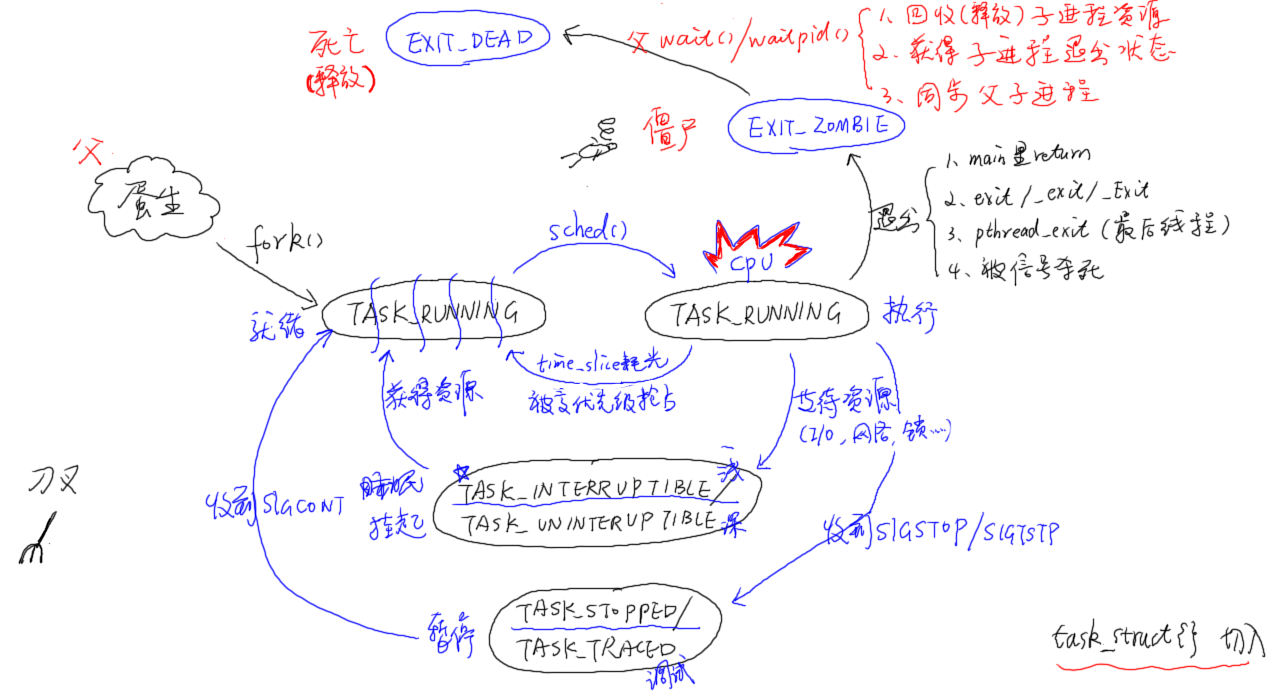 死亡
(释放)
EXIT_DEAD
父 wait()/waitpid()
1、回收(释放)子进程资源
2、获得子进程退出状态
3、同步父子进程
僵尸
EXIT_ZOMBIE
父
蛋生
fork()
sched()
CPU
退出
1、main里return
2、exit/_exit/_Exit
3、pthread_exit (最后线程)
4、被信号杀死
就绪
TASK_RUNNING
TASK_RUNNING
执行
time_slice耗光
被高优先级抢占
获得资源
等待资源
(I/O, 网络, 锁...)
刀叉
收到SIGCONT
睡眠
挂起
TASK_INTERRUPTIBLE/
浅
TASK_UNINTERUPTIBLE
深
收到SIGSTOP/SIGTSTP
暂停
TASK_STOPPED/
TASK_TRACED
调试
task_struct{} 切入